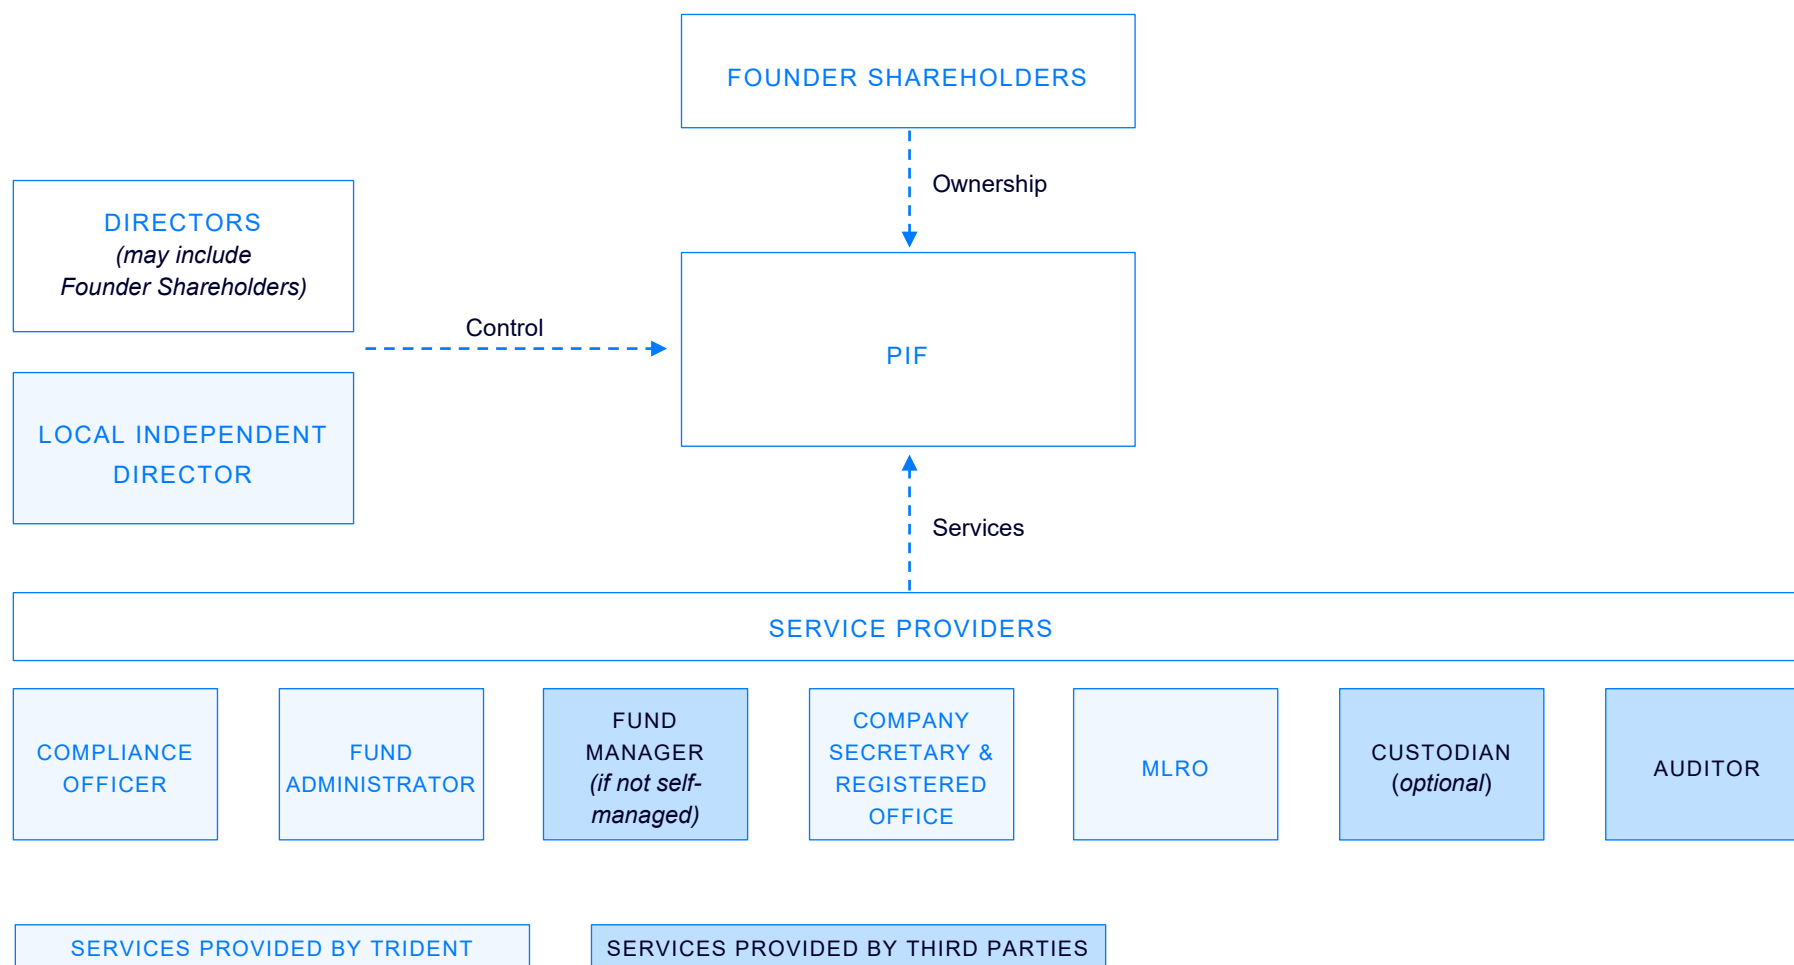 FOUNDER SHAREHOLDERS
Ownership
DIRECTORS
(may include
Founder Shareholders)
Control
PIF
LOCAL INDEPENDENT
DIRECTOR
Services
SERVICE PROVIDERS
COMPLIANCE
OFFICER
FUND
ADMINISTRATOR
FUND
MANAGER
(if not self-
managed)
COMPANY
SECRETARY &
REGISTERED
OFFICE
MLRO
CUSTODIAN
(optional)
AUDITOR
SERVICES PROVIDED BY TRIDENT
SERVICES PROVIDED BY THIRD PARTIES